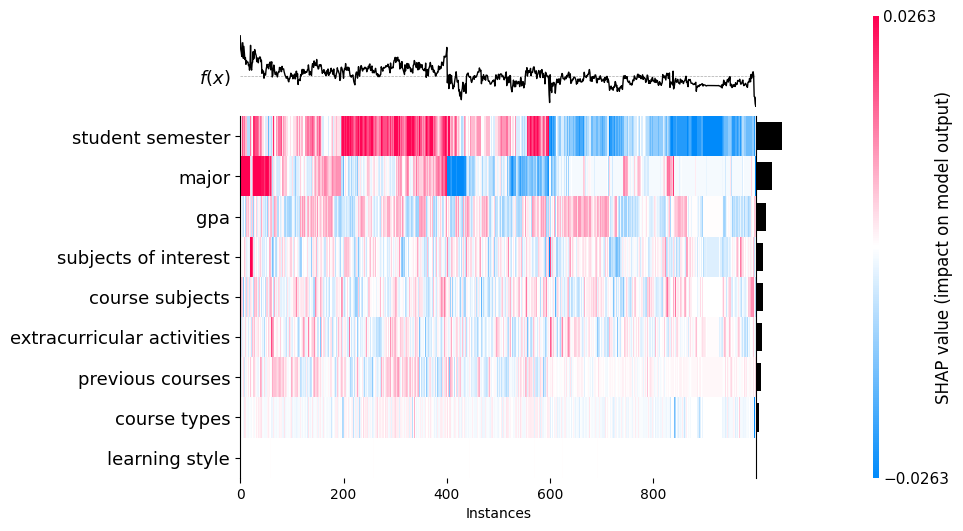 0.0263
f(x)
student semester
major
gpa
subjects of interest
course subjects
extracurricular activities
previous courses
course types
learning style
0 200 400 600 800
Instances
SHAP value (impact on model output)
−0.0263